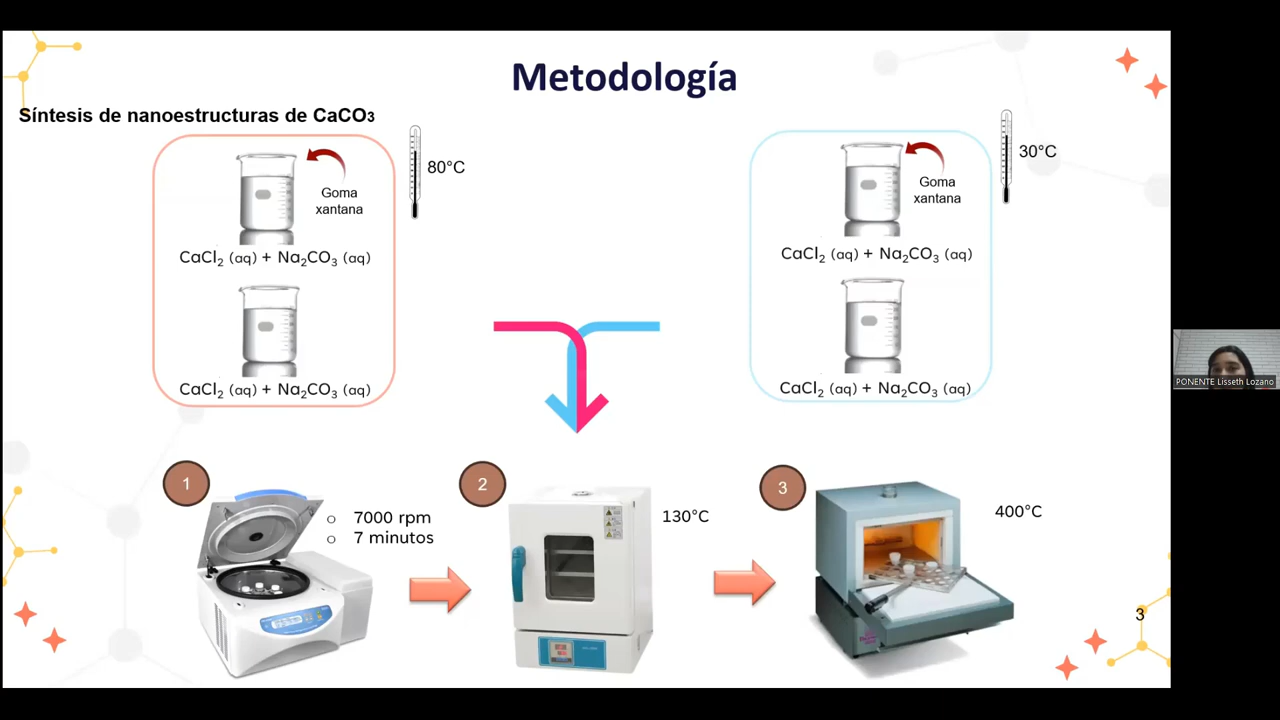 Metodología
Síntesis de nanoestructuras de CaCO₃
80°C
Goma
xantana
CaCl₂ (aq) + Na₂CO₃ (aq)
CaCl₂ (aq) + Na₂CO₃ (aq)
30°C
Goma
xantana
CaCl₂ (aq) + Na₂CO₃ (aq)
CaCl₂ (aq) + Na₂CO₃ (aq)
1
o 7000 rpm
o 7 minutos
2
130°C
3
400°C
3
PONENTE Lisseth Lozano